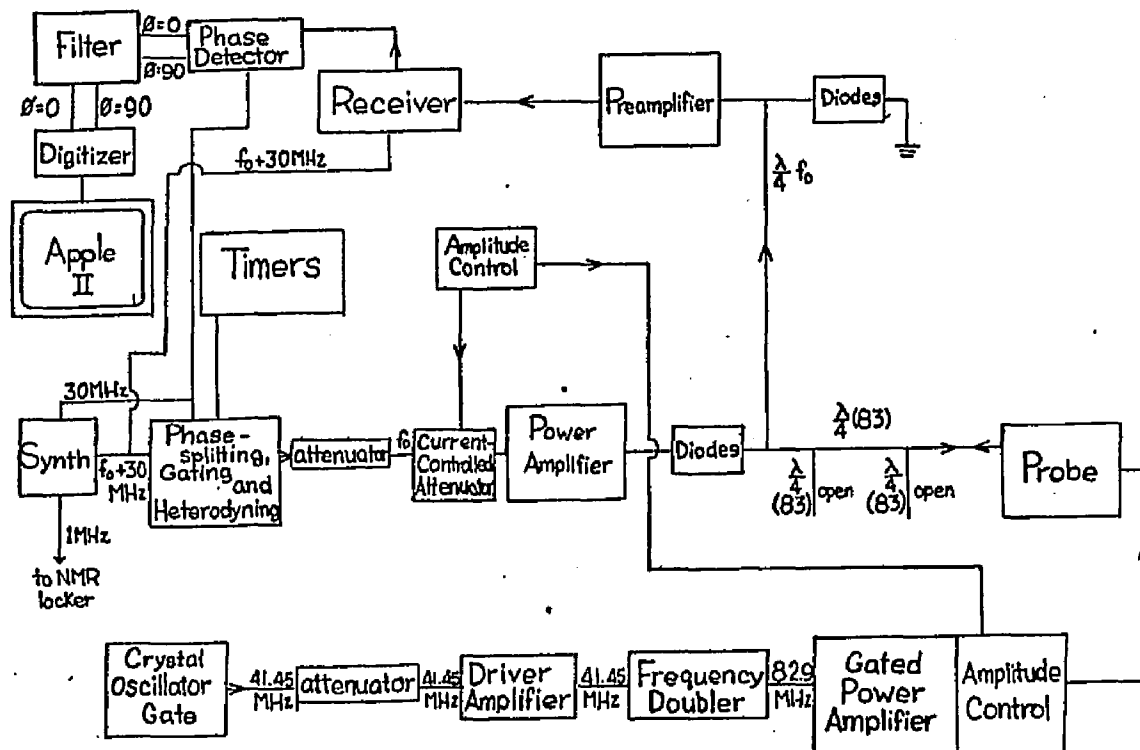 Filter
Ø=0
Ø=90
Phase
Detector
Receiver
Preamplifier
Diodes
Ø=0
Ø=90
Digitizer
f₀+30MHz
λ/4 f₀
Apple
II
Timers
Amplitude
Control
30MHz
Synth
f₀+30
MHz
Phase-
splitting,
Gating
and
Heterodyning
attenuator
f₀
Current-
Controlled
Attenuator
Power
Amplifier
Diodes
λ/4 (83)
λ/4
(83)
open
λ/4
(83)
open
Probe
1MHz
to NMR
locker
Crystal
Oscillator
Gate
41.45
MHz
attenuator
41.45
MHz
Driver
Amplifier
41.45
MHz
Frequency
Doubler
82.9
MHz
Gated
Power
Amplifier
Amplitude
Control